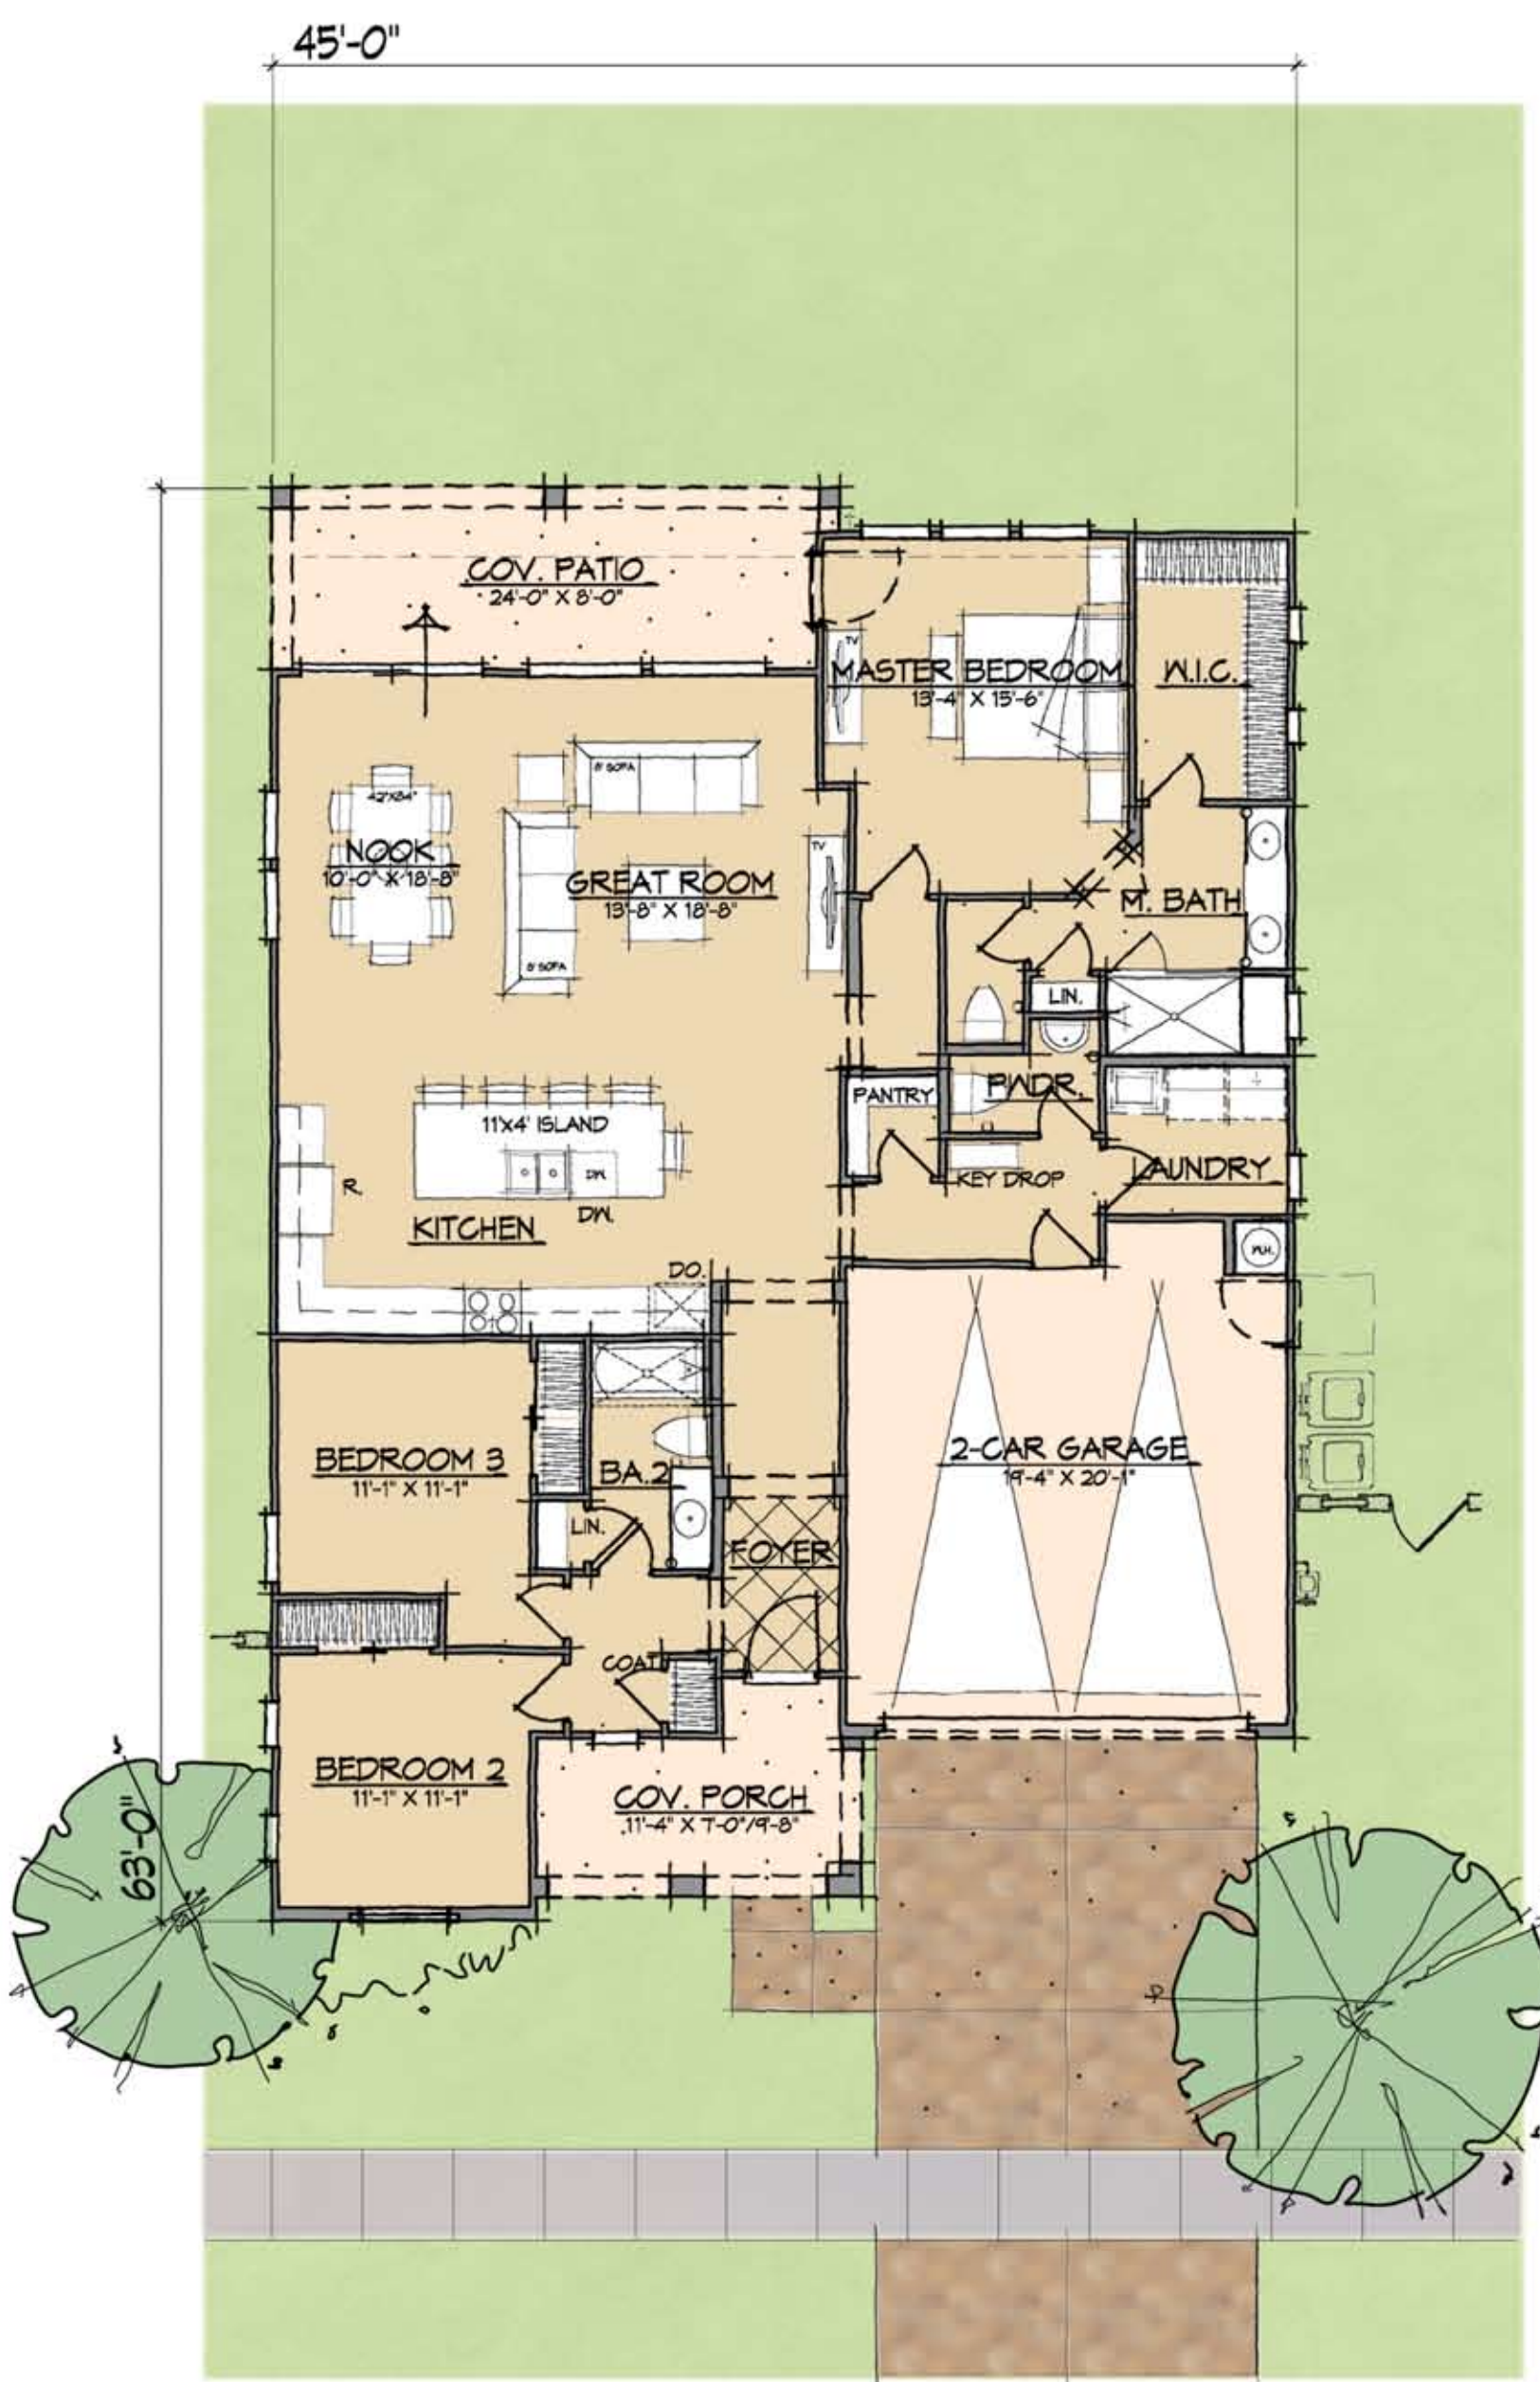 45'-0"
COV. PATIO
24'-0" X 8'-0"
TV
MASTER BEDROOM
13'-4" X 15'-6"
W.I.C.
8' SOFA
42"X84"
NOOK
10'-0" X 18'-8"
GREAT ROOM
13'-8" X 18'-8"
TV
M. BATH
8' SOFA
LIN.
PANTRY
PWDR.
11'X4' ISLAND
DW.
R.
DW.
KITCHEN
KEY DROP
LAUNDRY
W.H.
DO.
BEDROOM 3
11'-1" X 11'-1"
BA.2
LIN.
FOYER
2-CAR GARAGE
19'-4" X 20'-1"
COAT
BEDROOM 2
11'-1" X 11'-1"
COV. PORCH
11'-4" X 7'-0"/9'-8"
63'-0"